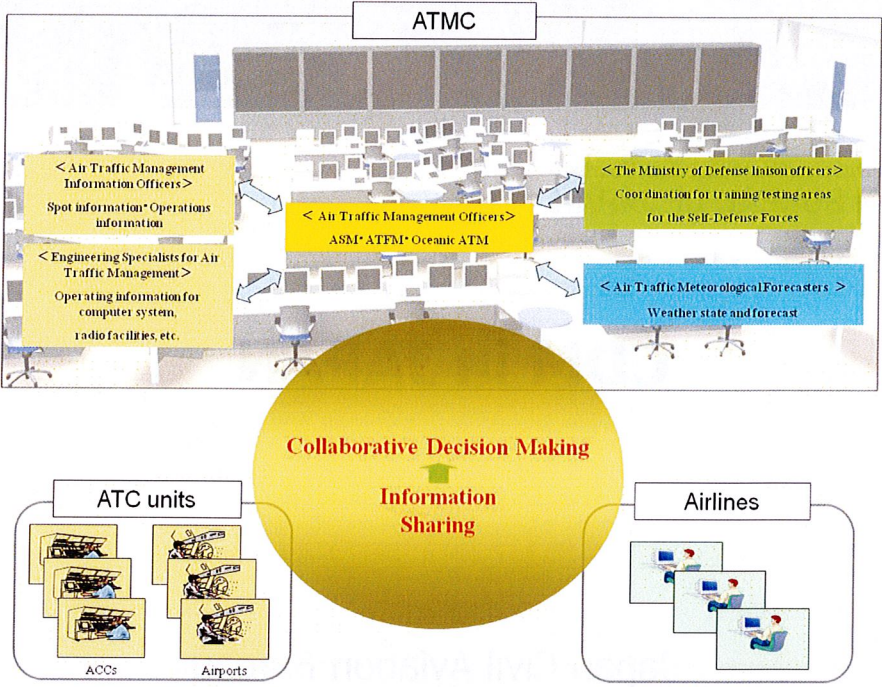 ATMC
< Air Traffic Management
Information Officers>
Spot information* Operations
information
< Engineering Specialists for Air
Traffic Management>
Operating information for
computer system,
radio facilities, etc.
< Air Traffic Management Officers>
ASM* ATFM* Oceanic ATM
< The Ministry of Defense liaison officers>
Coordination for training testing areas
for the Self-Defense Forces
< Air Traffic Meteorological Forecasters >
Weather state and forecast
Collaborative Decision Making
Information
Sharing
ATC units
ACCs
Airports
Airlines